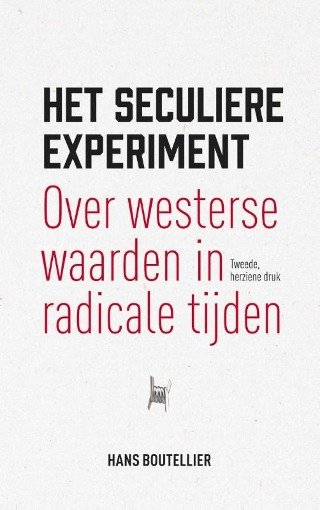 HET SECULIERE
EXPERIMENT
Over westerse
waarden in
Tweede,
herziene druk
radicale tijden
HANS BOUTELLIER